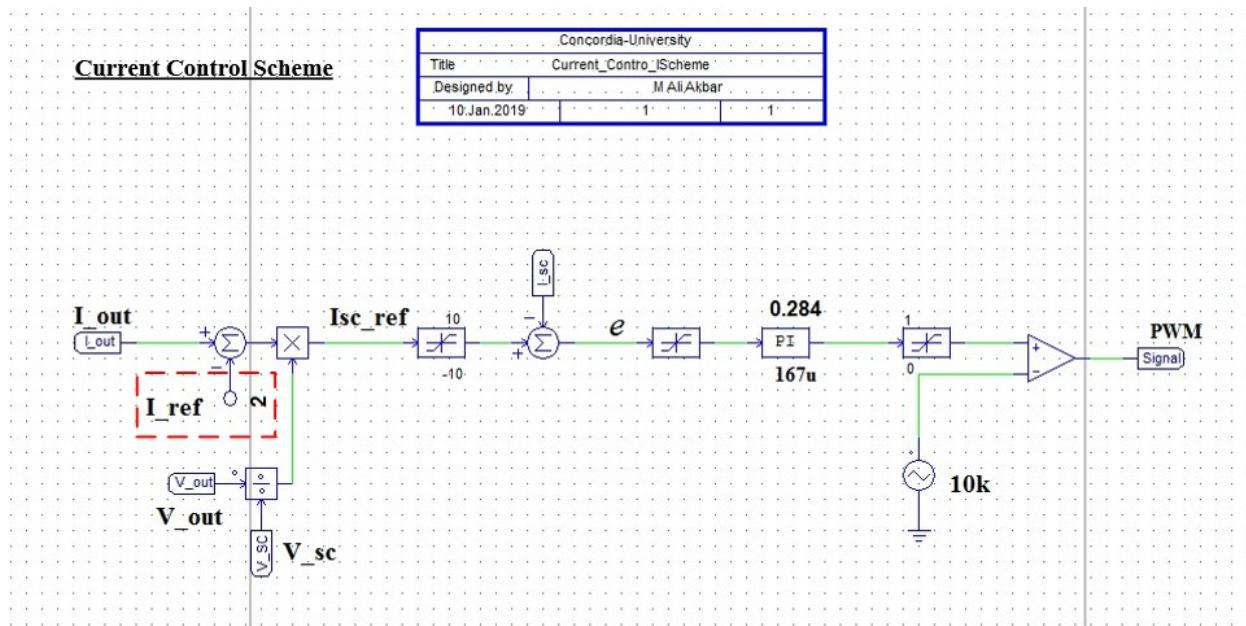 Concordia-University
Title Current_Contro_lScheme
Designed by M Ali Akbar
10.Jan.2019 1 1
Current Control Scheme
I_sc
I_out
I_out
Isc_ref
10
-10
e
0.284
PI
167u
1
0
PWM
Signal
I_ref
2
V_out
V_out
V_SC
V_sc
10k